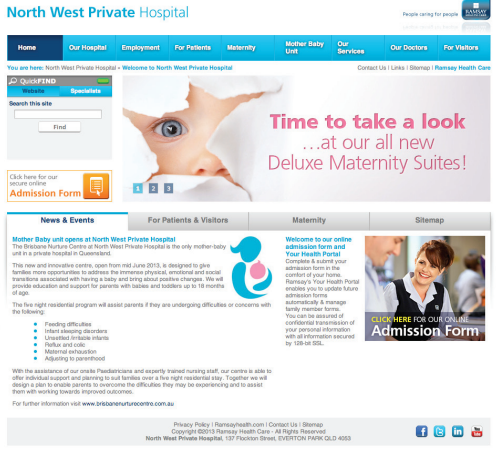 North West Private Hospital
People caring for people
RAMSAY
HEALTH CARE
Home
Our Hospital
Employment
For Patients
Maternity
Mother Baby
Unit
Our
Services
Our Doctors
For Visitors
You are here: North West Private Hospital » Welcome to North West Private Hospital
Contact Us | Links | Sitemap | Ramsay Health Care
QuickFIND
Website
Specialists
Search this site
Find
Click here for our
secure online
Admission Form
Time to take a look
...at our all new
Deluxe Maternity Suites!
1 2 3
News & Events
For Patients & Visitors
Maternity
Sitemap
Mother Baby unit opens at North West Private Hospital
The Brisbane Nurture Centre at North West Private Hospital is the only mother-baby
unit in a private hospital in Queensland.
This new and innovative centre, open from mid June 2013, is designed to give
families more opportunities to address the immense physical, emotional and social
transitions associated with having a baby and bring about positive changes. We will
provide education and support for parents with babies and toddlers up to 18 months
of age.
The five night residential program will assist parents if they are undergoing difficulties or concerns with
the following:
Feeding difficulties
Infant sleeping disorders
Unsettled /irritable infants
Reflux and colic
Maternal exhaustion
Adjusting to parenthood
With the assistance of our onsite Paediatricians and expertly trained nursing staff, our centre is able to
offer individual support and planning to suit families over a five night residential stay. Together we will
design a plan to enable parents to overcome the difficulties they may be experiencing and to assist
them with working towards improved outcomes.
For further information visit www.brisbanenurturecentre.com.au
Welcome to our online
admission form and
Your Health Portal
Complete & submit your
admission form in the
comfort of your home.
Ramsay's Your Health Portal
enables you to update future
admission forms
automatically & manage
family member forms.
You can be assured of
confidential transmission of
your personal information
with all information secured
by 128-bit SSL.
CLICK HERE FOR OUR ONLINE
Admission Form
Privacy Policy | Ramsayhealth.com | Contact Us | Sitemap
Copyright ©2013 Ramsay Health Care - All Rights Reserved
North West Private Hospital, 137 Flockton Street, EVERTON PARK QLD 4053
f
in
You
Tube